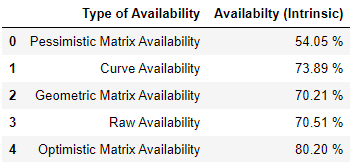 Type of Availability Availabilty (Intrinsic)
0 Pessimistic Matrix Availability 54.05 %
1 Curve Availability 73.89 %
2 Geometric Matrix Availability 70.21 %
3 Raw Availability 70.51 %
4 Optimistic Matrix Availability 80.20 %